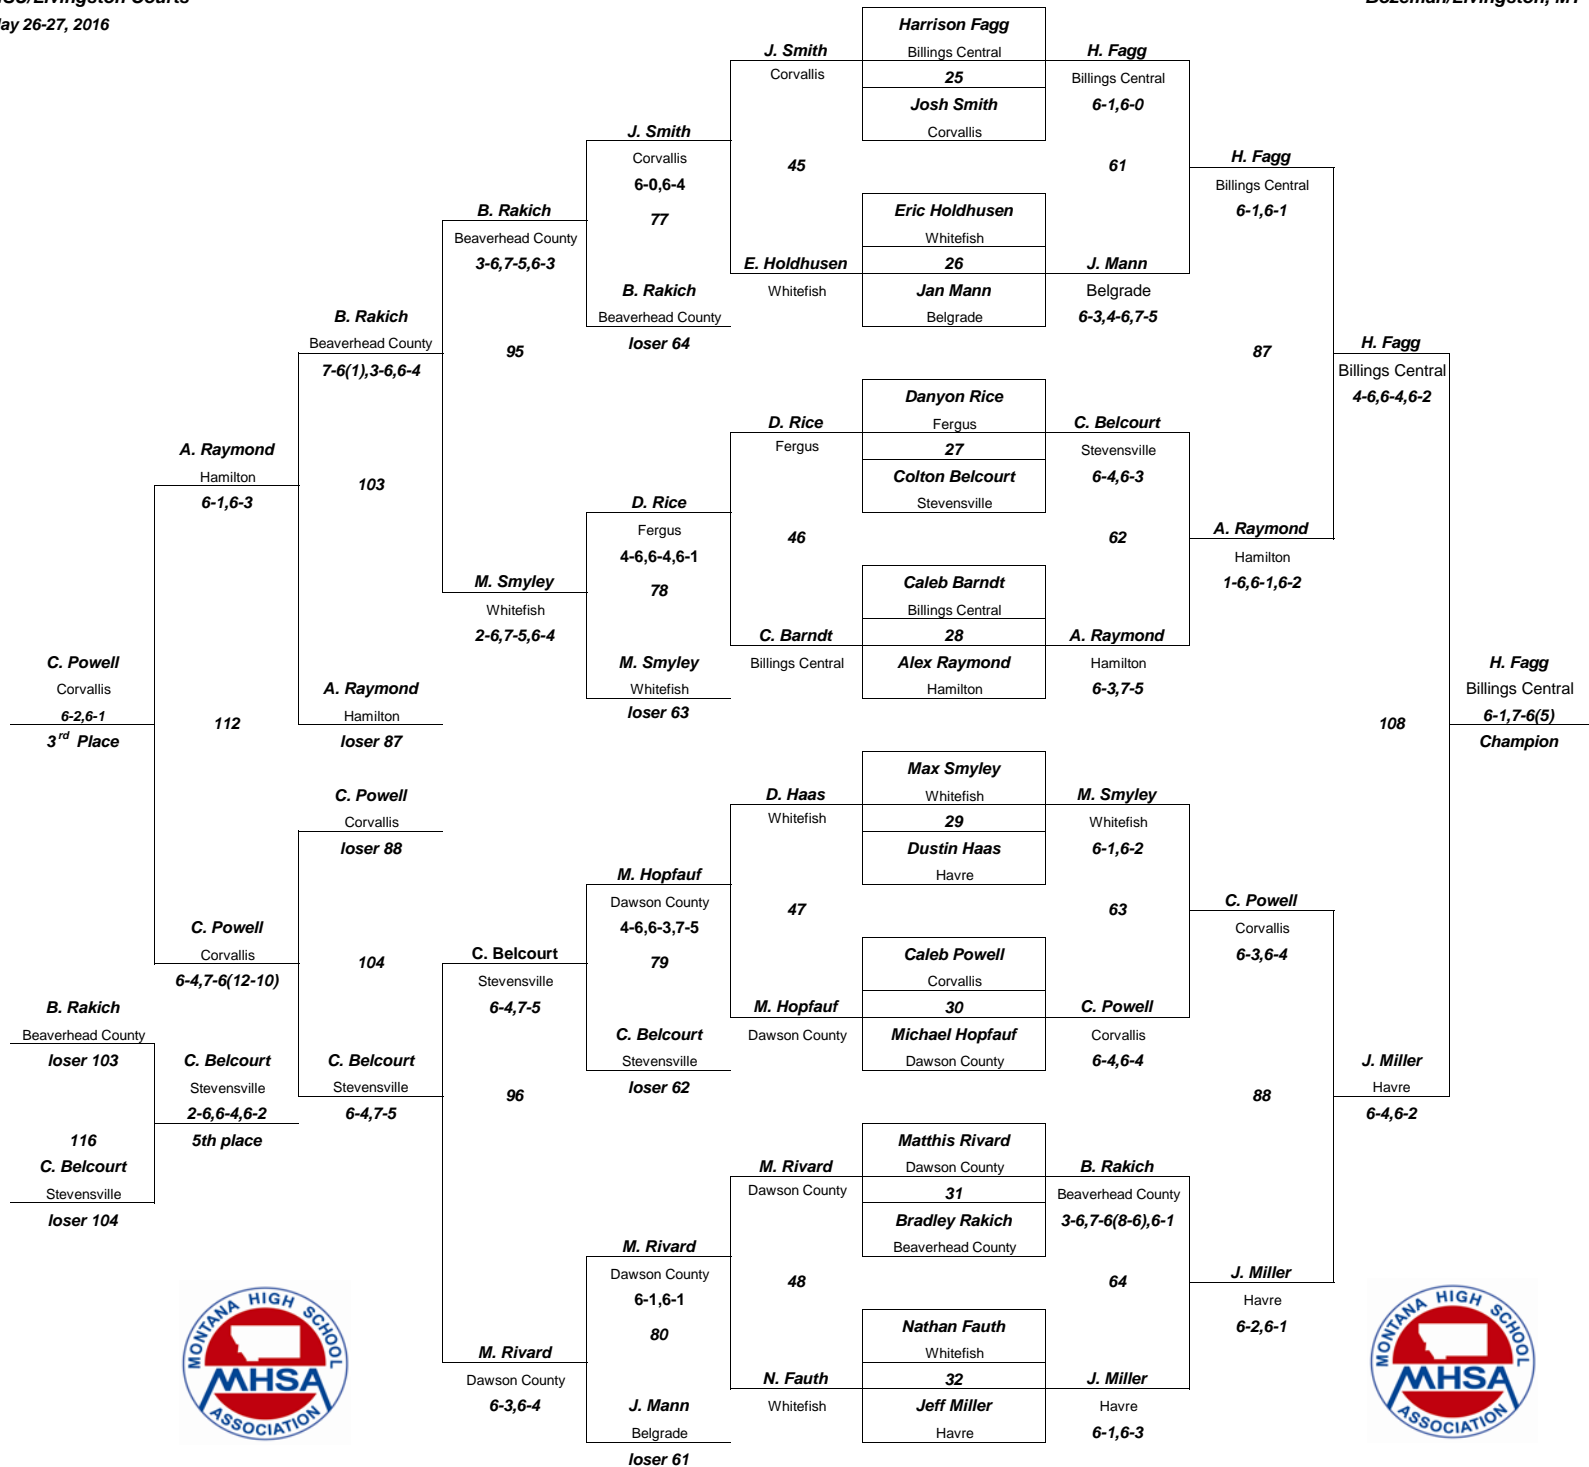 May 26-27, 2016
Harrison Fagg
Billings Central
25
Josh Smith
Corvallis
Eric Holdhusen
Whitefish
26
Jan Mann
Belgrade
Danyon Rice
Fergus
27
Colton Belcourt
Stevensville
Caleb Barndt
Billings Central
28
Alex Raymond
Hamilton
Max Smyley
Whitefish
29
Dustin Haas
Havre
Caleb Powell
Corvallis
30
Michael Hopfauf
Dawson County
Matthis Rivard
Dawson County
31
Bradley Rakich
Beaverhead County
Nathan Fauth
Whitefish
32
Jeff Miller
Havre
H. Fagg
Billings Central
6-1,6-0
61
J. Mann
Belgrade
6-3,4-6,7-5
C. Belcourt
Stevensville
6-4,6-3
62
A. Raymond
Hamilton
6-3,7-5
M. Smyley
Whitefish
6-1,6-2
63
C. Powell
Corvallis
6-4,6-4
B. Rakich
Beaverhead County
3-6,7-6(8-6),6-1
64
J. Miller
Havre
6-1,6-3
H. Fagg
Billings Central
6-1,6-1
87
A. Raymond
Hamilton
1-6,6-1,6-2
C. Powell
Corvallis
6-3,6-4
88
J. Miller
Havre
6-2,6-1
H. Fagg
Billings Central
4-6,6-4,6-2
108
J. Miller
Havre
6-4,6-2
H. Fagg
Billings Central
6-1,7-6(5)
Champion
J. Smith
Corvallis
45
E. Holdhusen
Whitefish
D. Rice
Fergus
46
C. Barndt
Billings Central
D. Haas
Whitefish
47
M. Hopfauf
Dawson County
M. Rivard
Dawson County
48
N. Fauth
Whitefish
J. Smith
Corvallis
6-0,6-4
77
B. Rakich
Beaverhead County
loser 64
D. Rice
Fergus
4-6,6-4,6-1
78
M. Smyley
Whitefish
loser 63
M. Hopfauf
Dawson County
4-6,6-3,7-5
79
C. Belcourt
Stevensville
loser 62
M. Rivard
Dawson County
6-1,6-1
80
J. Mann
Belgrade
loser 61
B. Rakich
Beaverhead County
3-6,7-5,6-3
95
M. Smyley
Whitefish
2-6,7-5,6-4
C. Belcourt
Stevensville
6-4,7-5
96
M. Rivard
Dawson County
6-3,6-4
B. Rakich
Beaverhead County
7-6(1),3-6,6-4
103
A. Raymond
Hamilton
loser 87
C. Powell
Corvallis
loser 88
104
C. Belcourt
Stevensville
6-4,7-5
A. Raymond
Hamilton
6-1,6-3
112
C. Powell
Corvallis
6-4,7-6(12-10)
C. Powell
Corvallis
6-2,6-1
3rd Place
B. Rakich
Beaverhead County
loser 103
116
C. Belcourt
Stevensville
loser 104
C. Belcourt
Stevensville
2-6,6-4,6-2
5th place
MONTANA HIGH SCHOOL
MHSA
ASSOCIATION
MONTANA HIGH SCHOOL
MHSA
ASSOCIATION